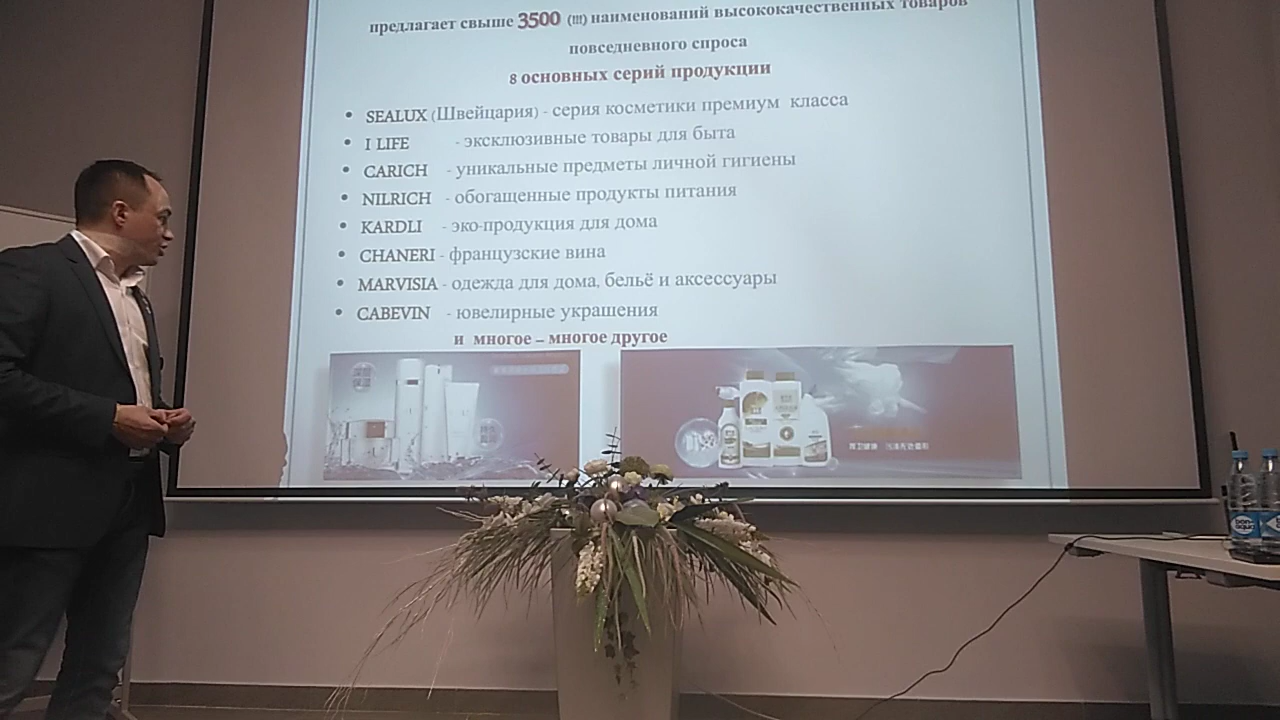 предлагает свыше 3500 (!!!) наименований высококачественных товаров
повседневного спроса
8 основных серий продукции
• SEALUX (Швейцария) - серия косметики премиум класса
• I LIFE - эксклюзивные товары для быта
• CARICH - уникальные предметы личной гигиены
• NILRICH - обогащенные продукты питания
• KARDLI - эко-продукция для дома
• CHANERI - французские вина
• MARVISIA - одежда для дома, бельё и аксессуары
• CABEVIN - ювелирные украшения
и многое – многое другое
bon
aqua